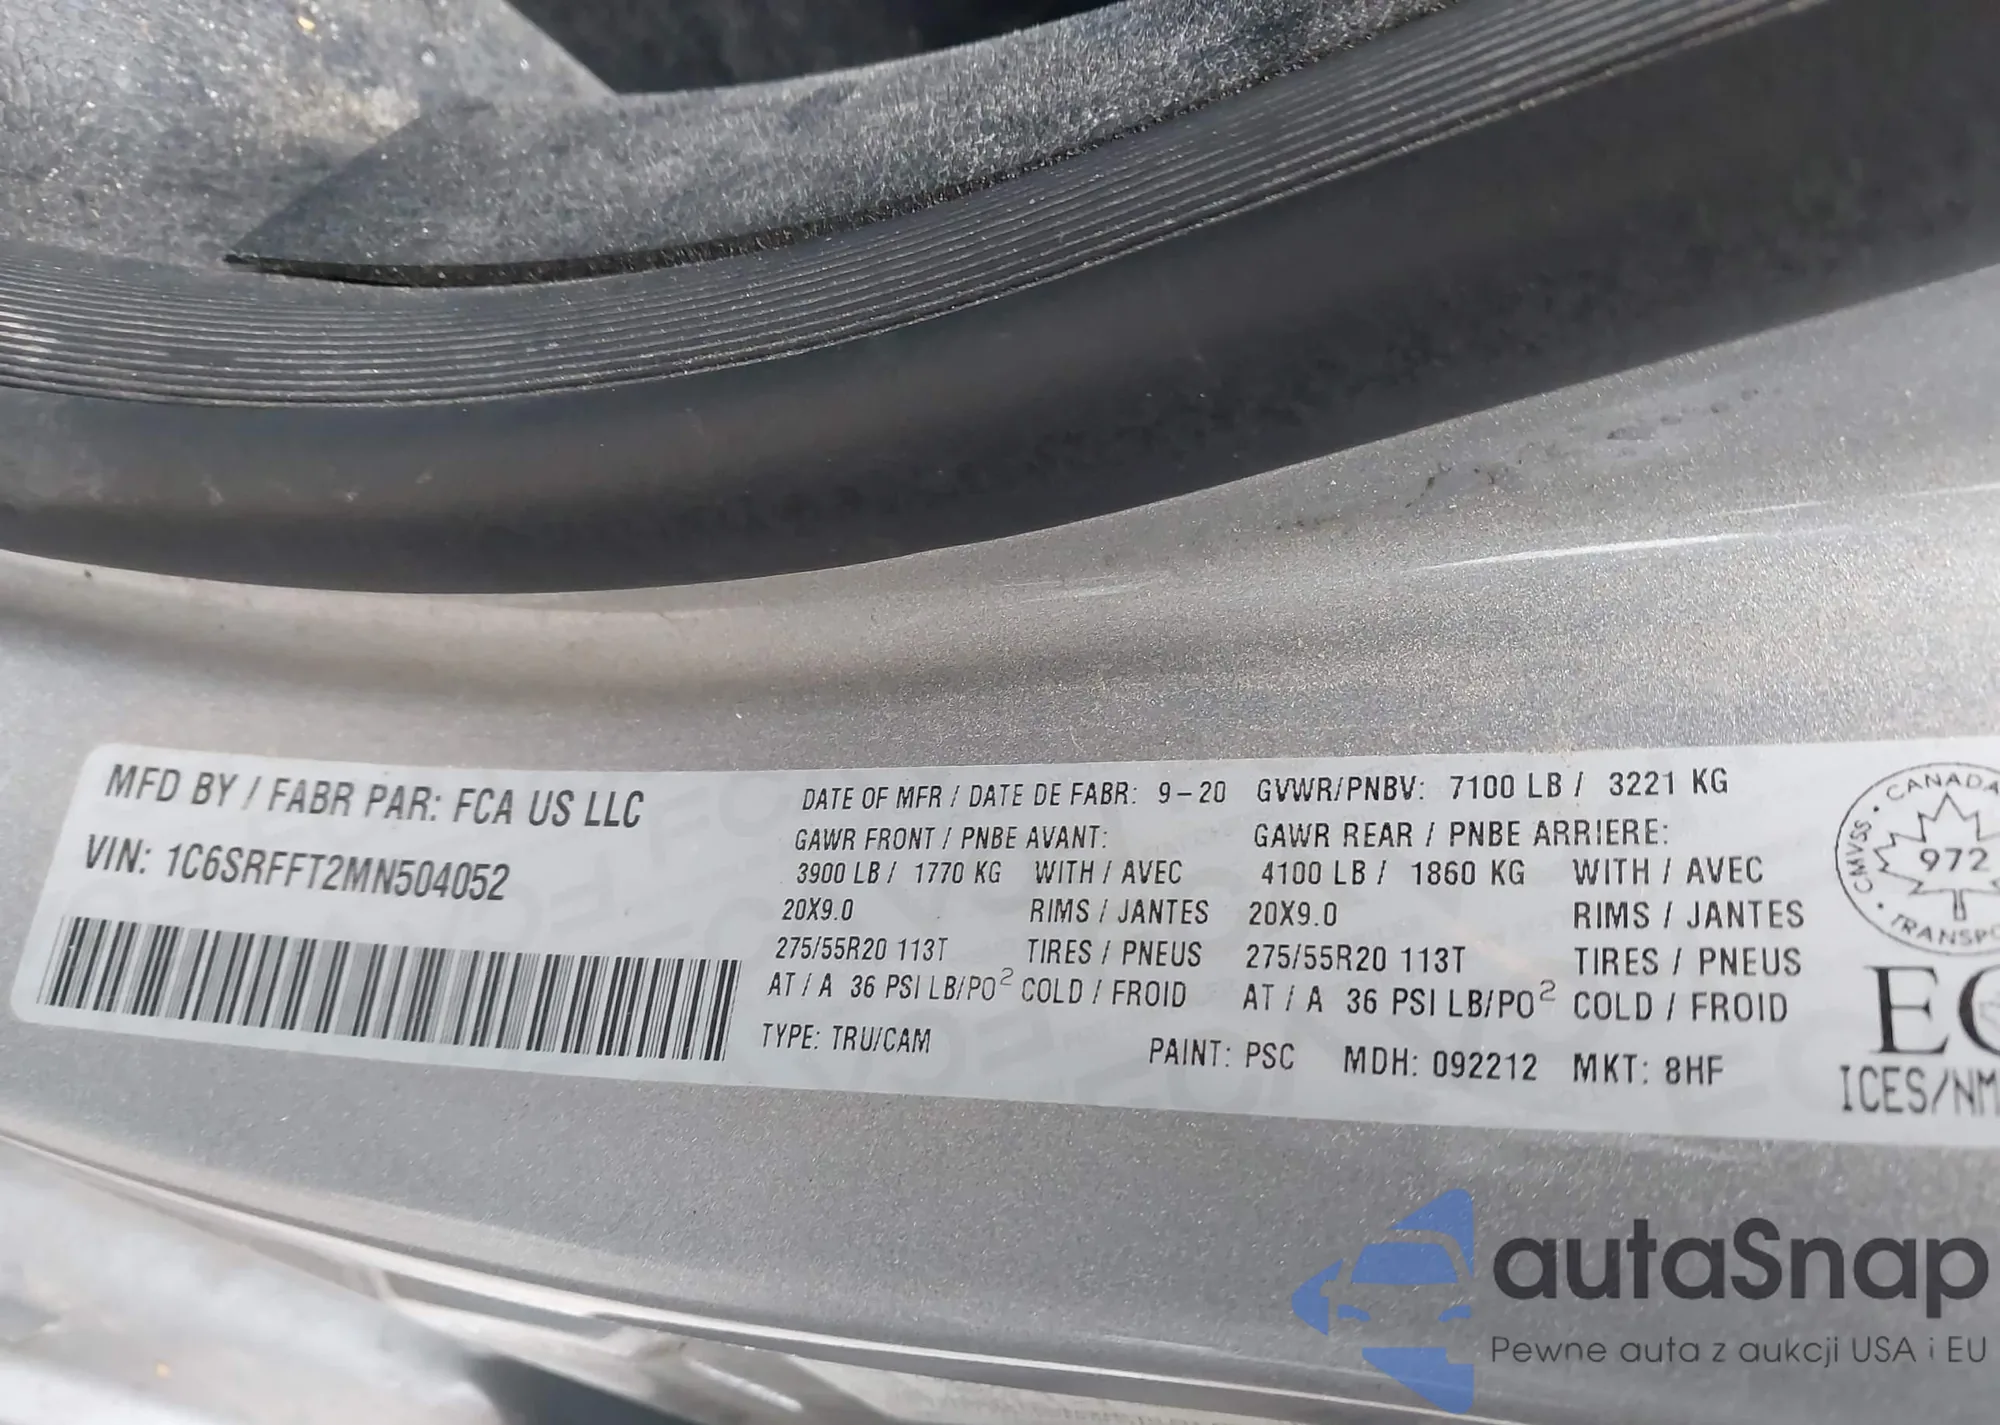 MFD BY / FABR PAR: FCA US LLC
VIN: 1C6SRFFT2MN504052
DATE OF MFR / DATE DE FABR: 9-20 GVWR/PNBV: 7100 LB / 3221 KG
GAWR FRONT / PNBE AVANT: GAWR REAR / PNBE ARRIERE:
3900 LB / 1770 KG WITH / AVEC 4100 LB / 1860 KG WITH / AVEC
20X9.0 RIMS / JANTES 20X9.0 RIMS / JANTES
275/55R20 113T TIRES / PNEUS 275/55R20 113T TIRES / PNEUS
AT / A 36 PSI LB/PO² COLD / FROID AT / A 36 PSI LB/PO² COLD / FROID
TYPE: TRU/CAM PAINT: PSC MDH: 092212 MKT: 8HF
CANADA
CMVSS
972
TRANSPO
EC
ICES/NM
autaSnap
Pewne auta z aukcji USA i EU